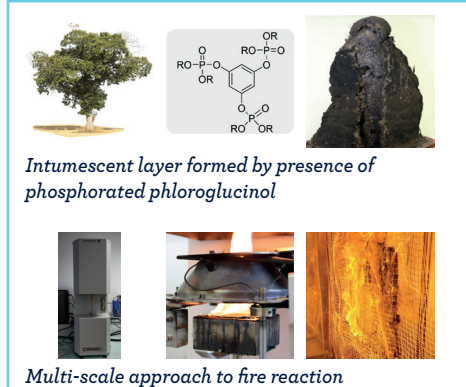 OR
RO P O
O
O
P=O
RO OR
O
O
RO P OR
O
Intumescent layer formed by presence of
phosphorated phloroglucinol
Multi-scale approach to fire reaction